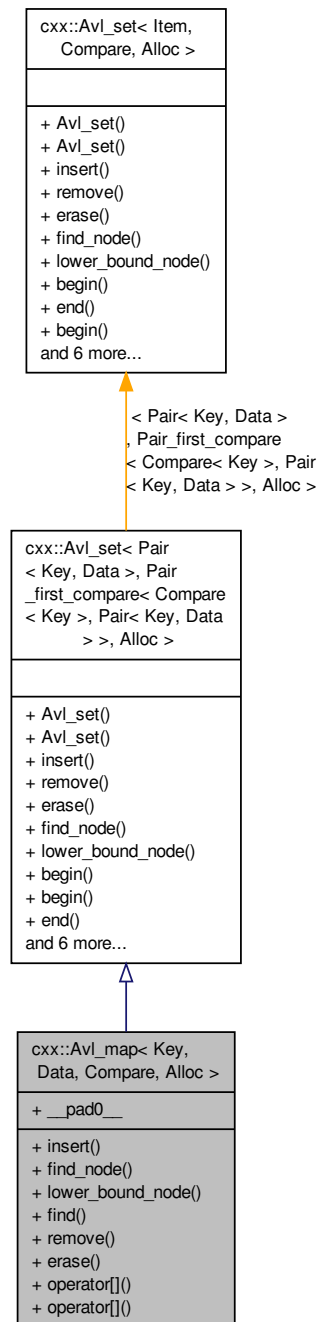 cxx::Avl_set< Item,
Compare, Alloc >
+ Avl_set()
+ Avl_set()
+ insert()
+ remove()
+ erase()
+ find_node()
+ lower_bound_node()
+ begin()
+ end()
+ begin()
and 6 more...
< Pair< Key, Data >
, Pair_first_compare
< Compare< Key >, Pair
< Key, Data > >, Alloc >
cxx::Avl_set< Pair
< Key, Data >, Pair
_first_compare< Compare
< Key >, Pair< Key, Data
> >, Alloc >
+ Avl_set()
+ Avl_set()
+ insert()
+ remove()
+ erase()
+ find_node()
+ lower_bound_node()
+ begin()
+ begin()
+ end()
and 6 more...
cxx::Avl_map< Key,
Data, Compare, Alloc >
+ __pad0__
+ insert()
+ find_node()
+ lower_bound_node()
+ find()
+ remove()
+ erase()
+ operator[]()
+ operator[]()